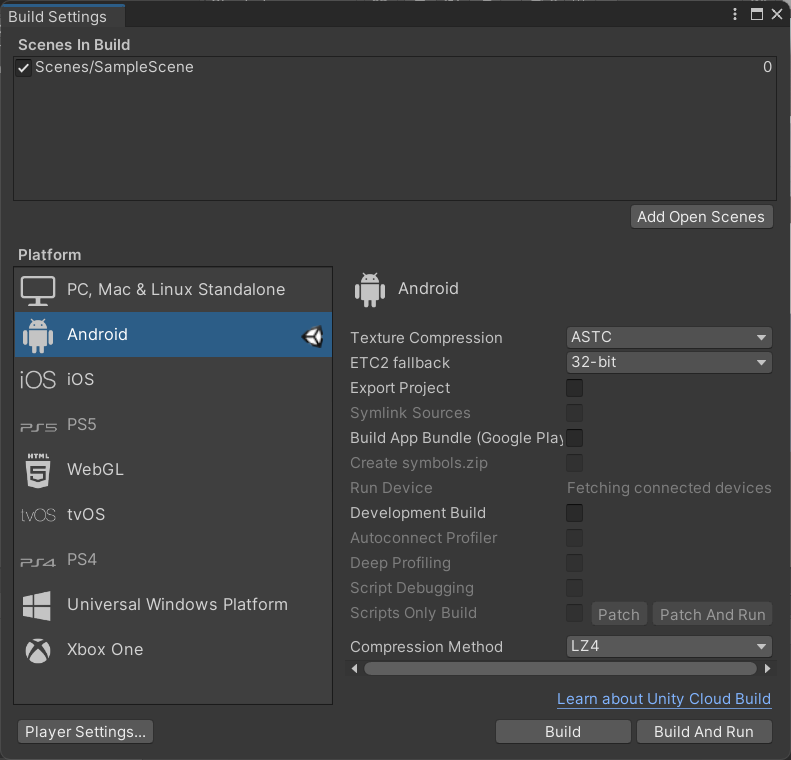 Build Settings
Scenes In Build
Scenes/SampleScene 0
Add Open Scenes
Platform
PC, Mac & Linux Standalone
Android
iOS iOS
PS5 PS5
HTML 5 WebGL
tvOS tvOS
PS4 PS4
Universal Windows Platform
Xbox One
Android
Texture Compression ASTC
ETC2 fallback 32-bit
Export Project
Symlink Sources
Build App Bundle (Google Play
Create symbols.zip
Run Device Fetching connected devices
Development Build
Autoconnect Profiler
Deep Profiling
Script Debugging
Scripts Only Build Patch Patch And Run
Compression Method LZ4
Learn about Unity Cloud Build
Player Settings... Build Build And Run